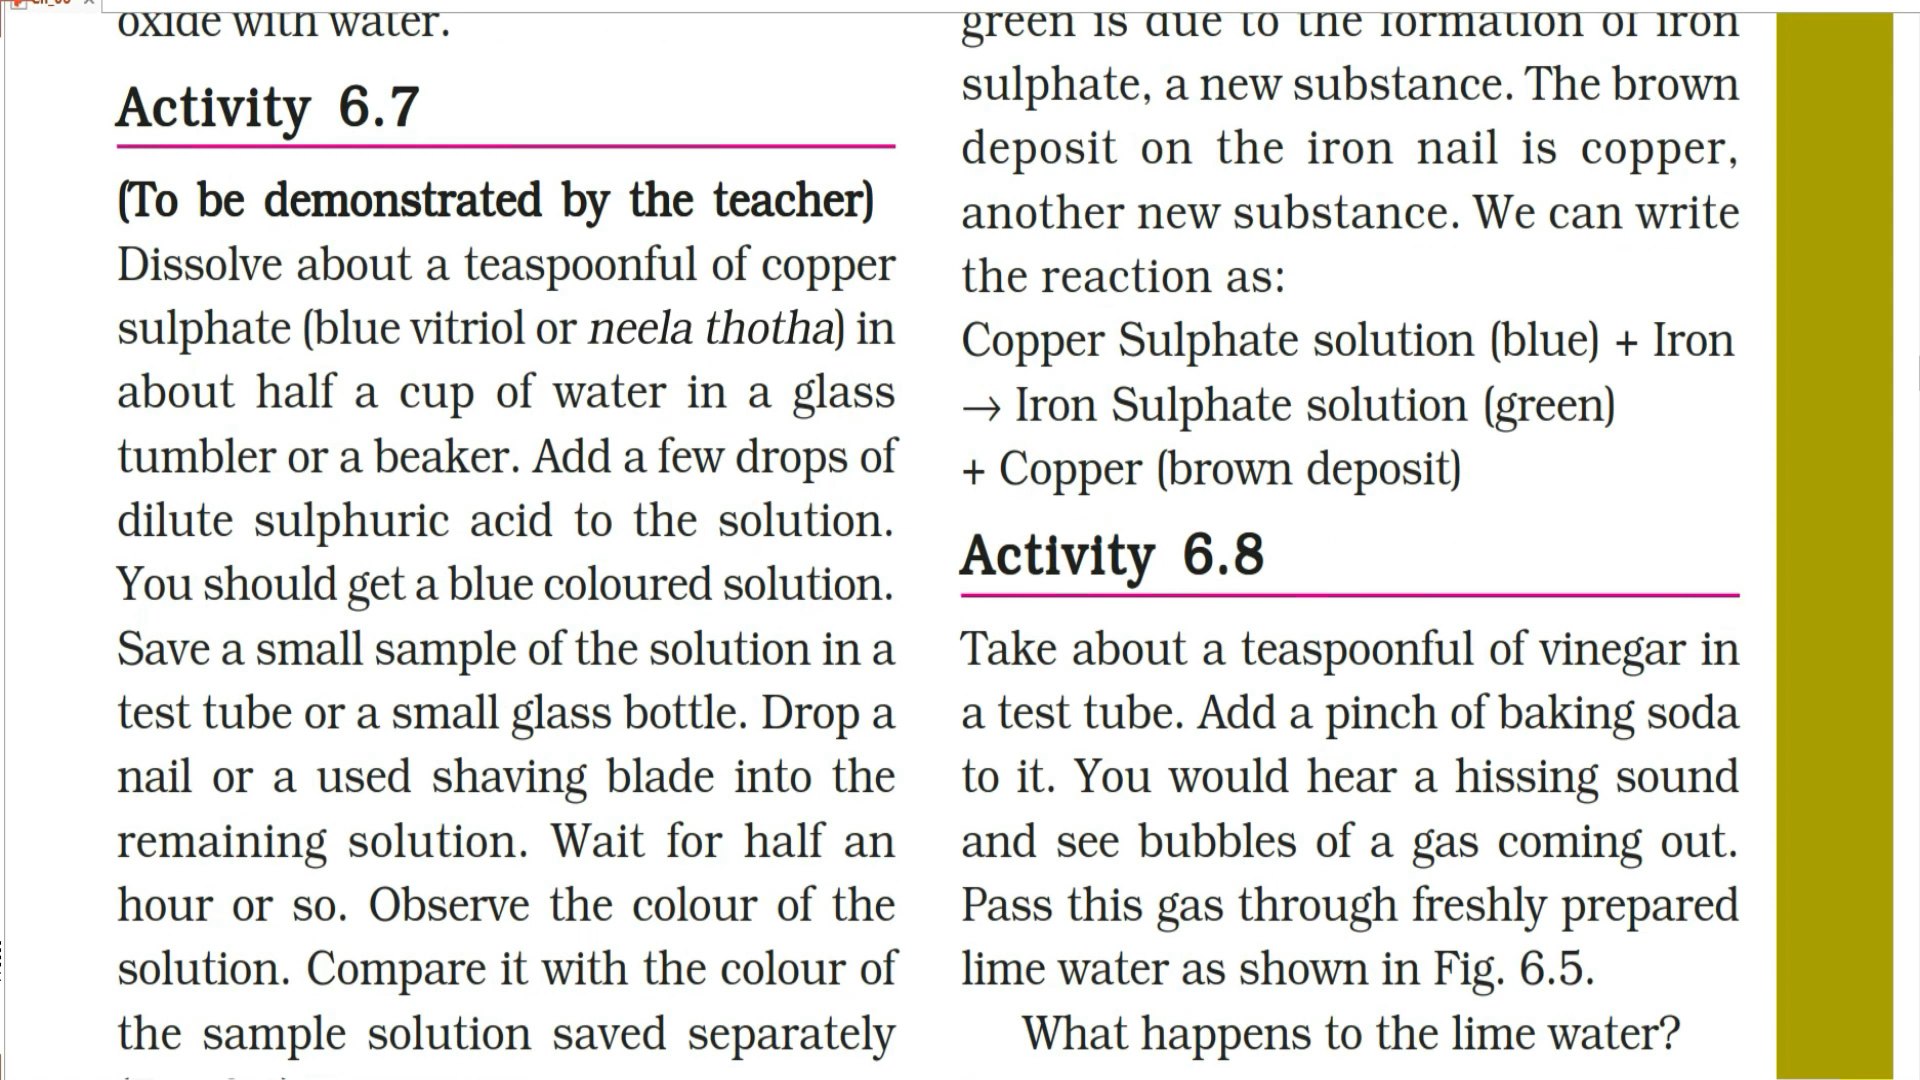 oxide with water.
Activity 6.7
(To be demonstrated by the teacher)
Dissolve about a teaspoonful of copper
sulphate (blue vitriol or neela thotha) in
about half a cup of water in a glass
tumbler or a beaker. Add a few drops of
dilute sulphuric acid to the solution.
You should get a blue coloured solution.
Save a small sample of the solution in a
test tube or a small glass bottle. Drop a
nail or a used shaving blade into the
remaining solution. Wait for half an
hour or so. Observe the colour of the
solution. Compare it with the colour of
the sample solution saved separately
green is due to the formation of iron
sulphate, a new substance. The brown
deposit on the iron nail is copper,
another new substance. We can write
the reaction as:
Copper Sulphate solution (blue) + Iron
→ Iron Sulphate solution (green)
+ Copper (brown deposit)
Activity 6.8
Take about a teaspoonful of vinegar in
a test tube. Add a pinch of baking soda
to it. You would hear a hissing sound
and see bubbles of a gas coming out.
Pass this gas through freshly prepared
lime water as shown in Fig. 6.5.
What happens to the lime water?